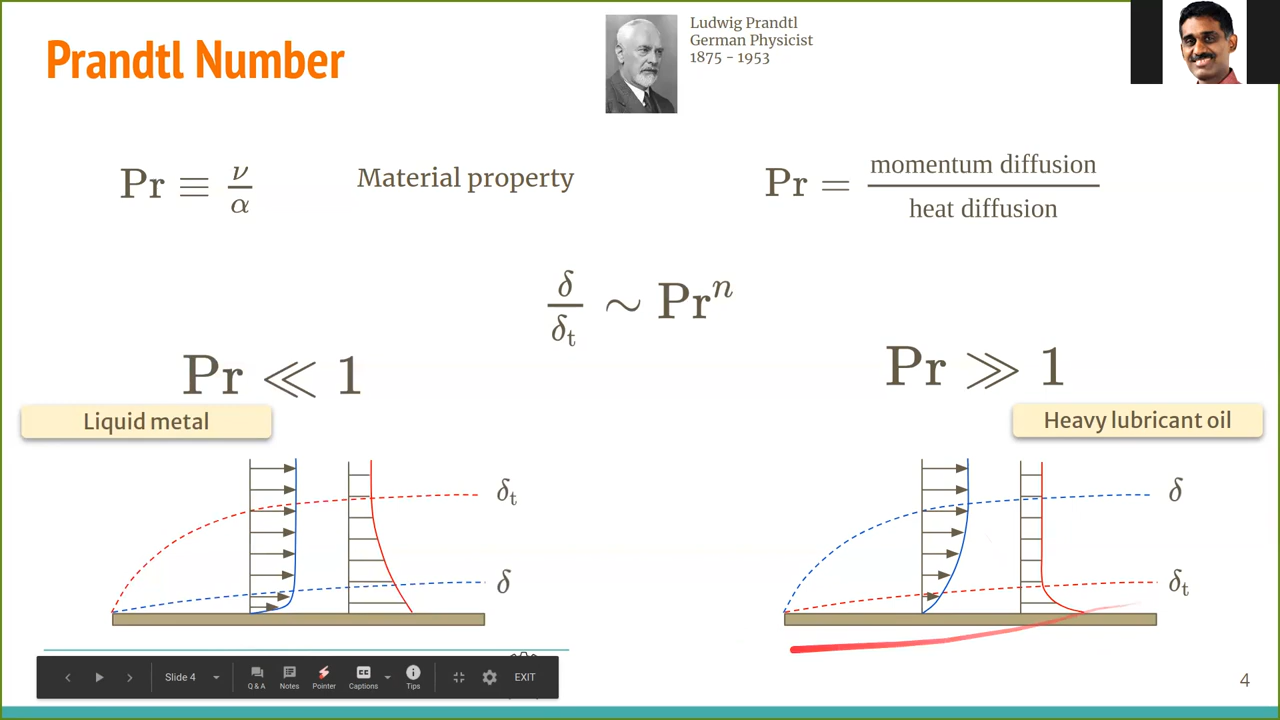 Prandtl Number
Ludwig Prandtl
German Physicist
1875 - 1953
Pr ≡ ν/α
Material property
Pr = momentum diffusion / heat diffusion
δ/δt ∼ Pr^n
Pr ≪ 1
Pr ≫ 1
Liquid metal
Heavy lubricant oil
δt
δ
δ
δt
Slide 4
Q & A
Notes
Pointer
Captions
Tips
EXIT
4